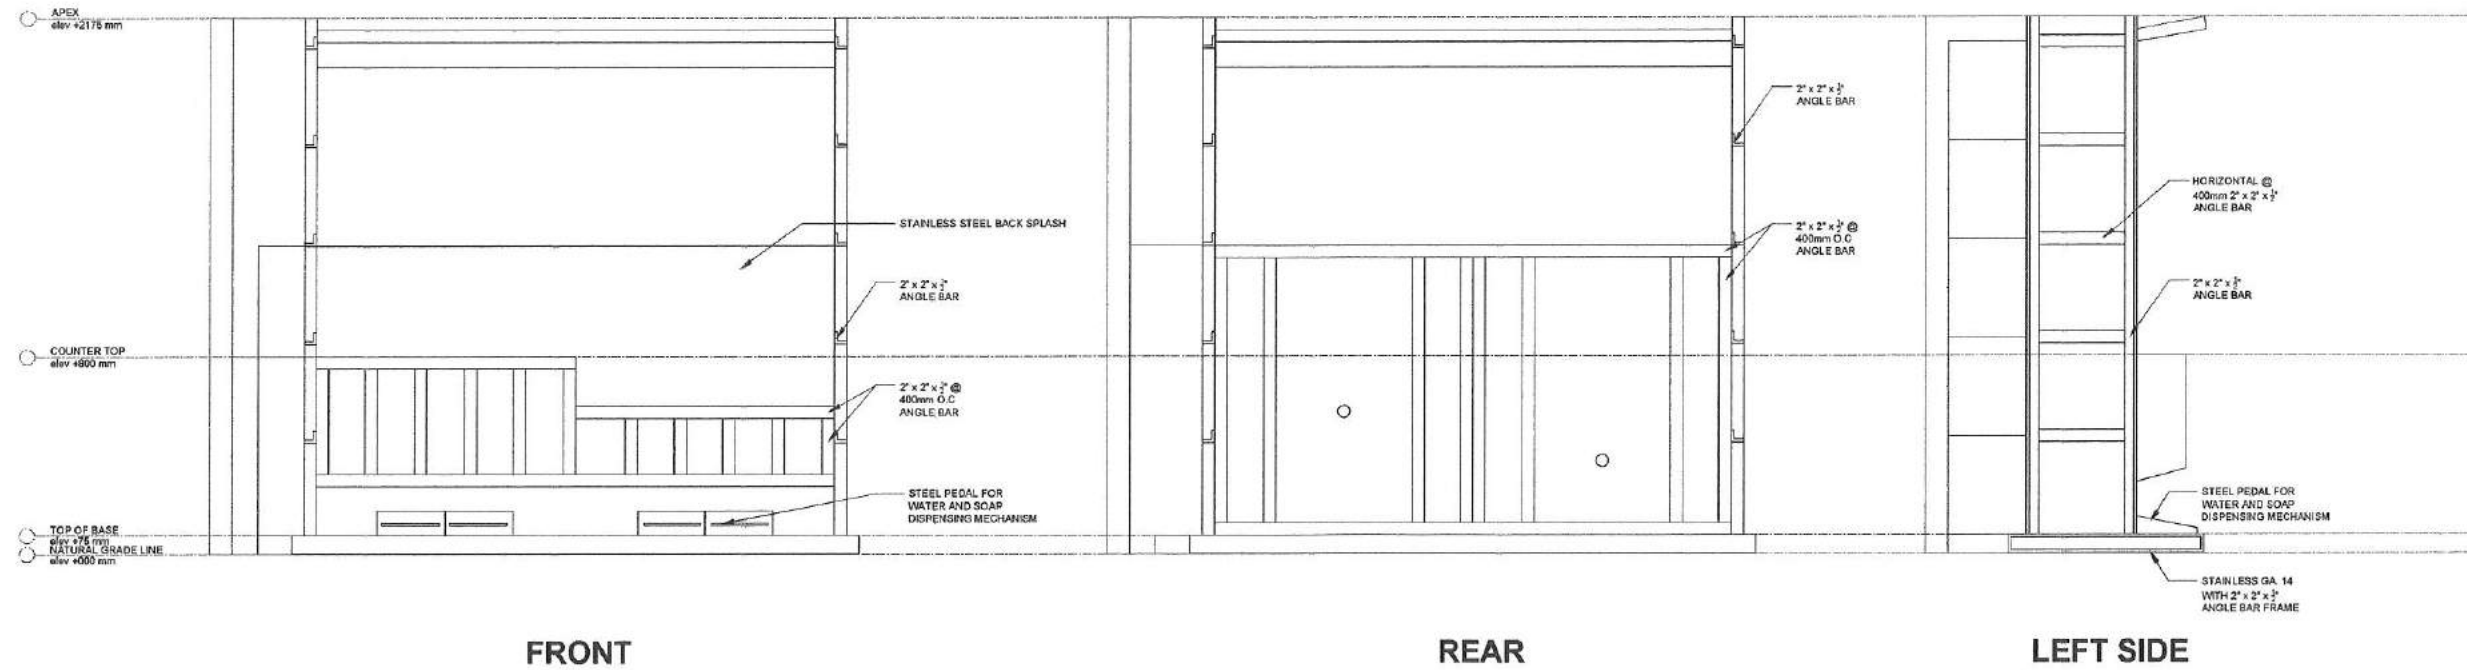 APEX
elev +2175 mm
COUNTER TOP
elev +800 mm
TOP OF BASE
elev +75 mm
NATURAL GRADE LINE
elev +000 mm
STAINLESS STEEL BACK SPLASH
2" x 2" x ½"
ANGLE BAR
2" x 2" x ½" @
400mm O.C
ANGLE BAR
STEEL PEDAL FOR
WATER AND SOAP
DISPENSING MECHANISM
FRONT
2" x 2" x ½"
ANGLE BAR
2" x 2" x ½" @
400mm O.C
ANGLE BAR
REAR
HORIZONTAL @
400mm 2" x 2" x ½"
ANGLE BAR
2" x 2" x ½"
ANGLE BAR
STEEL PEDAL FOR
WATER AND SOAP
DISPENSING MECHANISM
STAINLESS GA. 14
WITH 2" x 2" x ½"
ANGLE BAR FRAME
LEFT SIDE